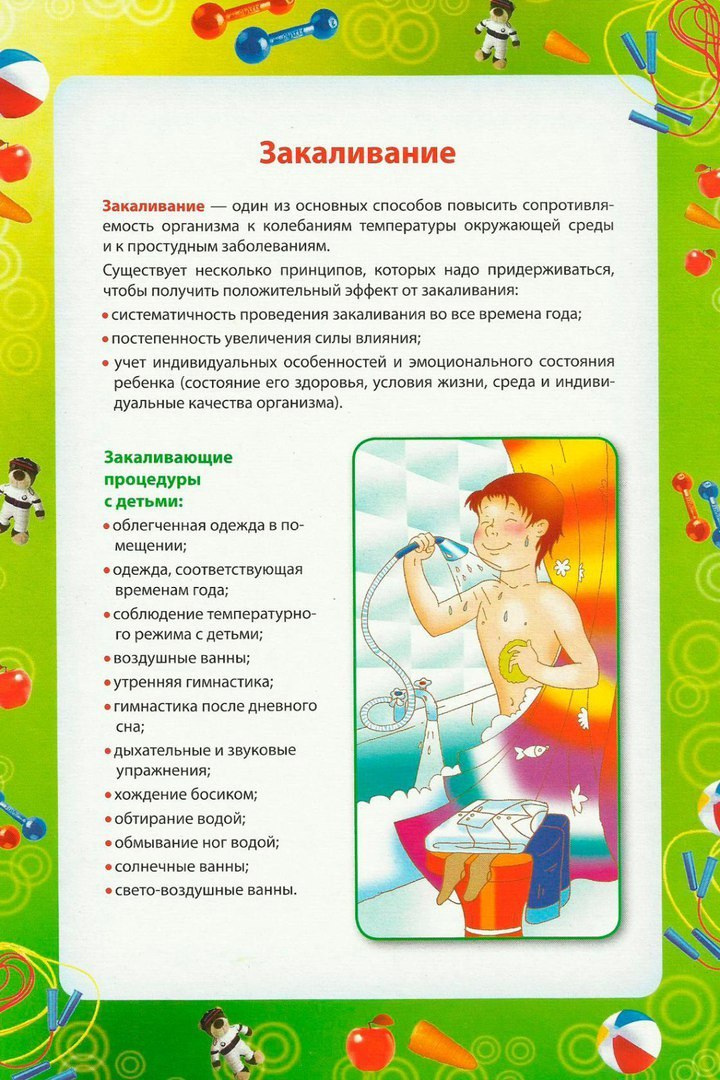 Закаливание
Закаливание — один из основных способов повысить сопротивля-
емость организма к колебаниям температуры окружающей среды
и к простудным заболеваниям.
Существует несколько принципов, которых надо придерживаться,
чтобы получить положительный эффект от закаливания:
• систематичность проведения закаливания во все времена года;
• постепенность увеличения силы влияния;
• учет индивидуальных особенностей и эмоционального состояния
ребенка (состояние его здоровья, условия жизни, среда и индиви-
дуальные качества организма).
Закаливающие
процедуры
с детьми:
• облегченная одежда в по-
мещении;
• одежда, соответствующая
временам года;
• соблюдение температурно-
го режима с детьми;
• воздушные ванны;
• утренняя гимнастика;
• гимнастика после дневного
сна;
• дыхательные и звуковые
упражнения;
• хождение босиком;
• обтирание водой;
• обмывание ног водой;
• солнечные ванны;
• свето-воздушные ванны.